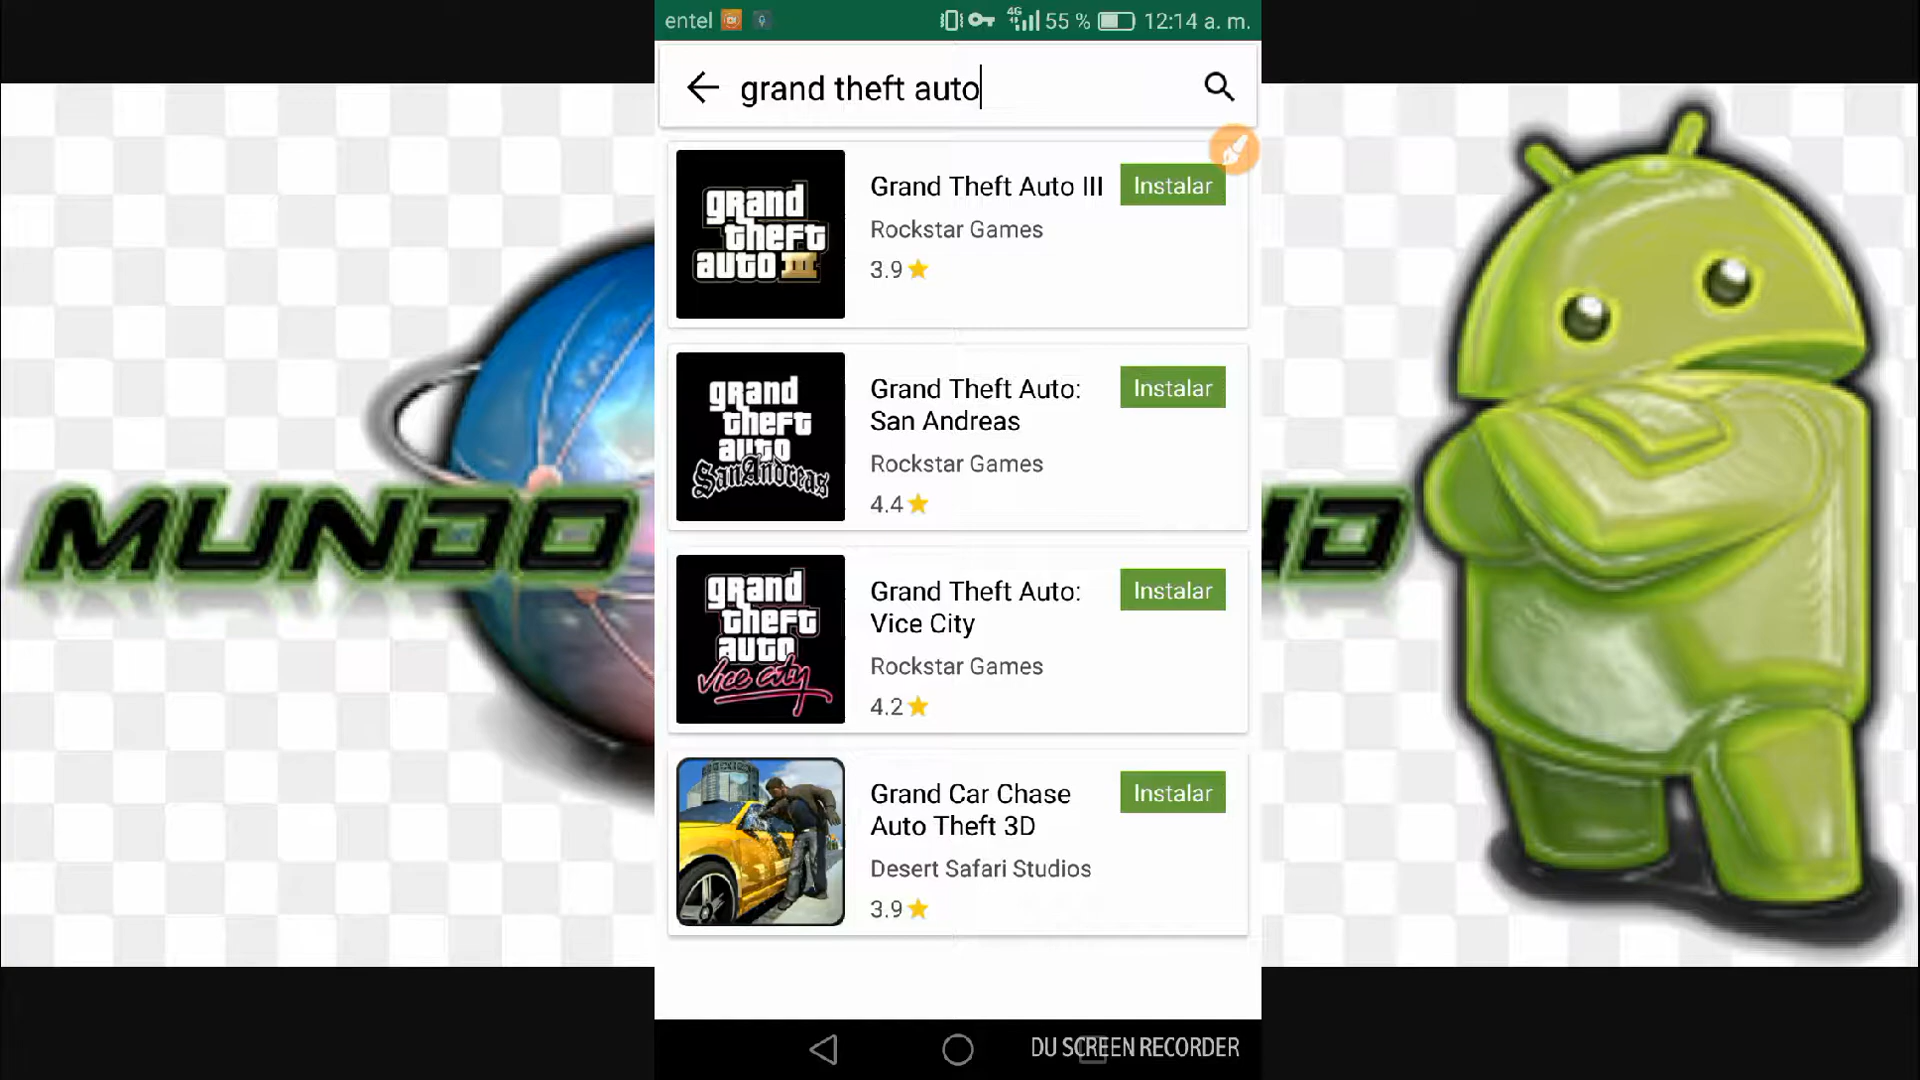 entel 4G 55 % 12:14 a. m.
grand theft auto
grand theft auto III
Grand Theft Auto III
Instalar
Rockstar Games
3.9
grand theft auto San Andreas
Grand Theft Auto:
San Andreas
Instalar
Rockstar Games
4.4
grand theft auto vice city
Grand Theft Auto:
Vice City
Instalar
Rockstar Games
4.2
Grand Car Chase
Auto Theft 3D
Instalar
Desert Safari Studios
3.9
MUNDO
DU SCREEN RECORDER